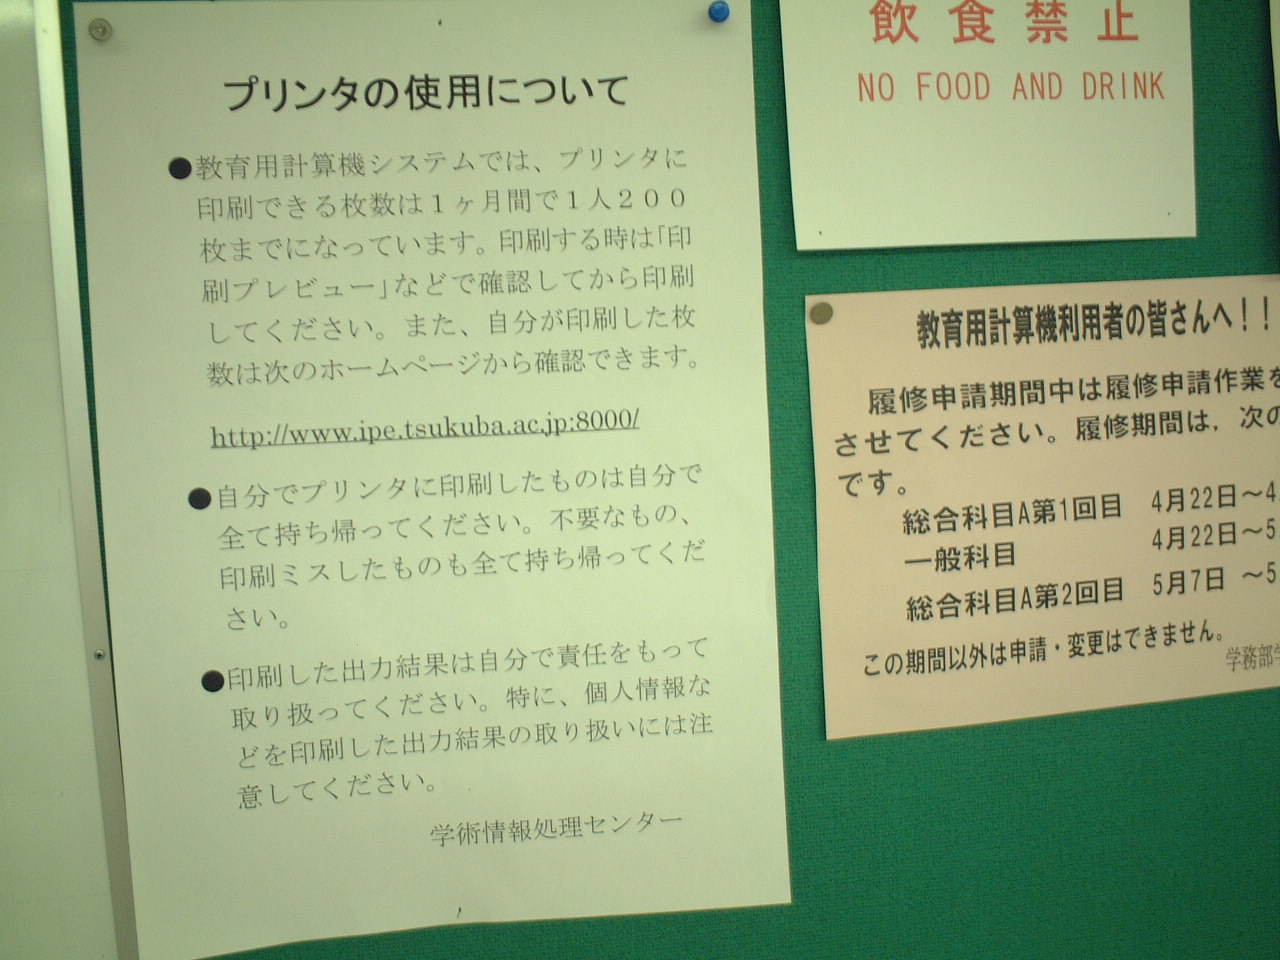 プリンタの使用について
●教育用計算機システムでは、プリンタに
印刷できる枚数は１ヶ月間で１人２００
枚までになっています。印刷する時は「印
刷プレビュー」などで確認してから印刷
してください。また、自分が印刷した枚
数は次のホームページから確認できます。
http://www.ipe.tsukuba.ac.jp:8000/
●自分でプリンタに印刷したものは自分で
全て持ち帰ってください。不要なもの、
印刷ミスしたものも全て持ち帰ってくだ
さい。
●印刷した出力結果は自分で責任をもって
取り扱ってください。特に、個人情報な
どを印刷した出力結果の取り扱いには注
意してください。
学術情報処理センター
飲食禁止
NO FOOD AND DRINK
教育用計算機利用者の皆さんへ！！
履修申請期間中は履修申請作業を
させてください。履修期間は，次の
です。
総合科目A第1回目　4月22日～4
一般科目　4月22日～5
総合科目A第2回目　5月7日　～5
この期間以外は申請・変更はできません。
学務部学